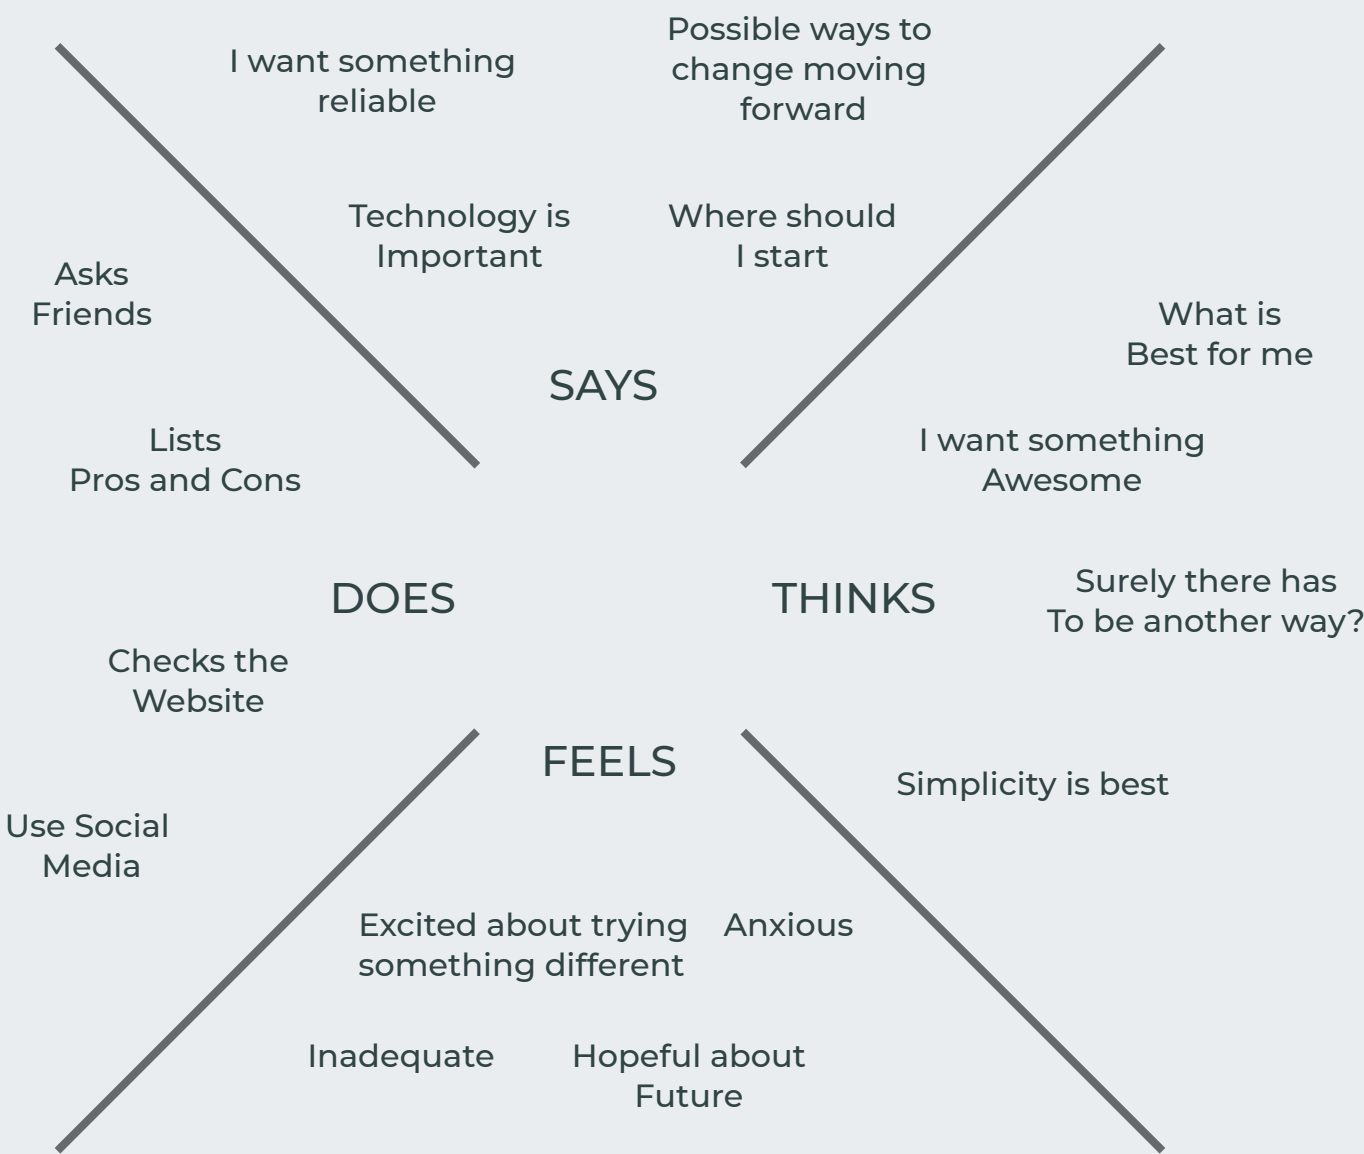 I want something
reliable
Possible ways to
change moving
forward
Technology is
Important
Where should
I start
SAYS
Asks
Friends
Lists
Pros and Cons
DOES
Checks the
Website
Use Social
Media
What is
Best for me
I want something
Awesome
THINKS
Surely there has
To be another way?
Simplicity is best
FEELS
Excited about trying
something different
Anxious
Inadequate
Hopeful about
Future